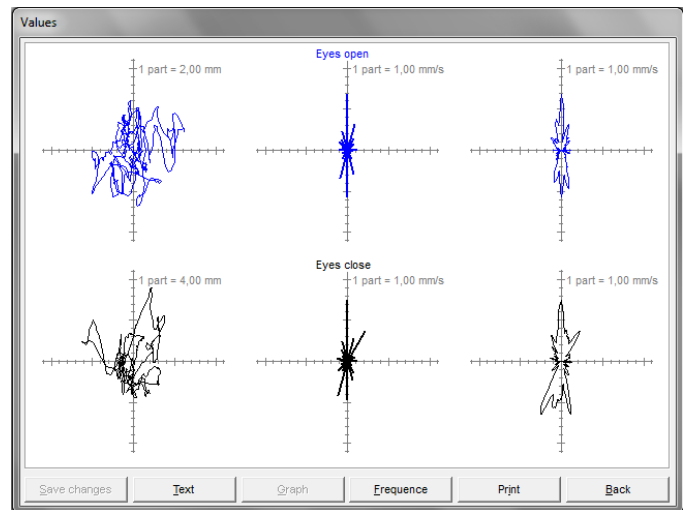 Values
Eyes open
1 part = 2,00 mm
1 part = 1,00 mm/s
1 part = 1,00 mm/s
Eyes close
1 part = 4,00 mm
1 part = 1,00 mm/s
1 part = 1,00 mm/s
Save changes
Text
Graph
Frequence
Print
Back